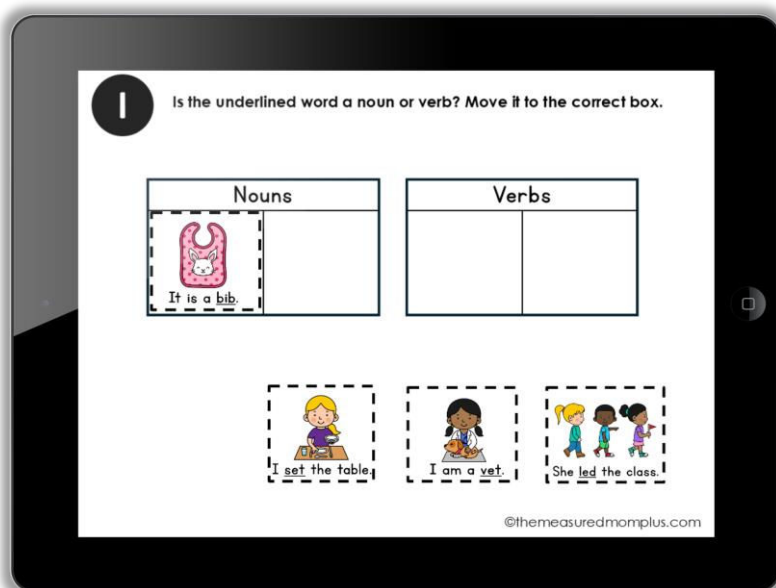 1
Is the underlined word a noun or verb? Move it to the correct box.
Nouns
Verbs
It is a bib.
I set the table.
I am a vet.
She led the class.
©themeasuredmomplus.com